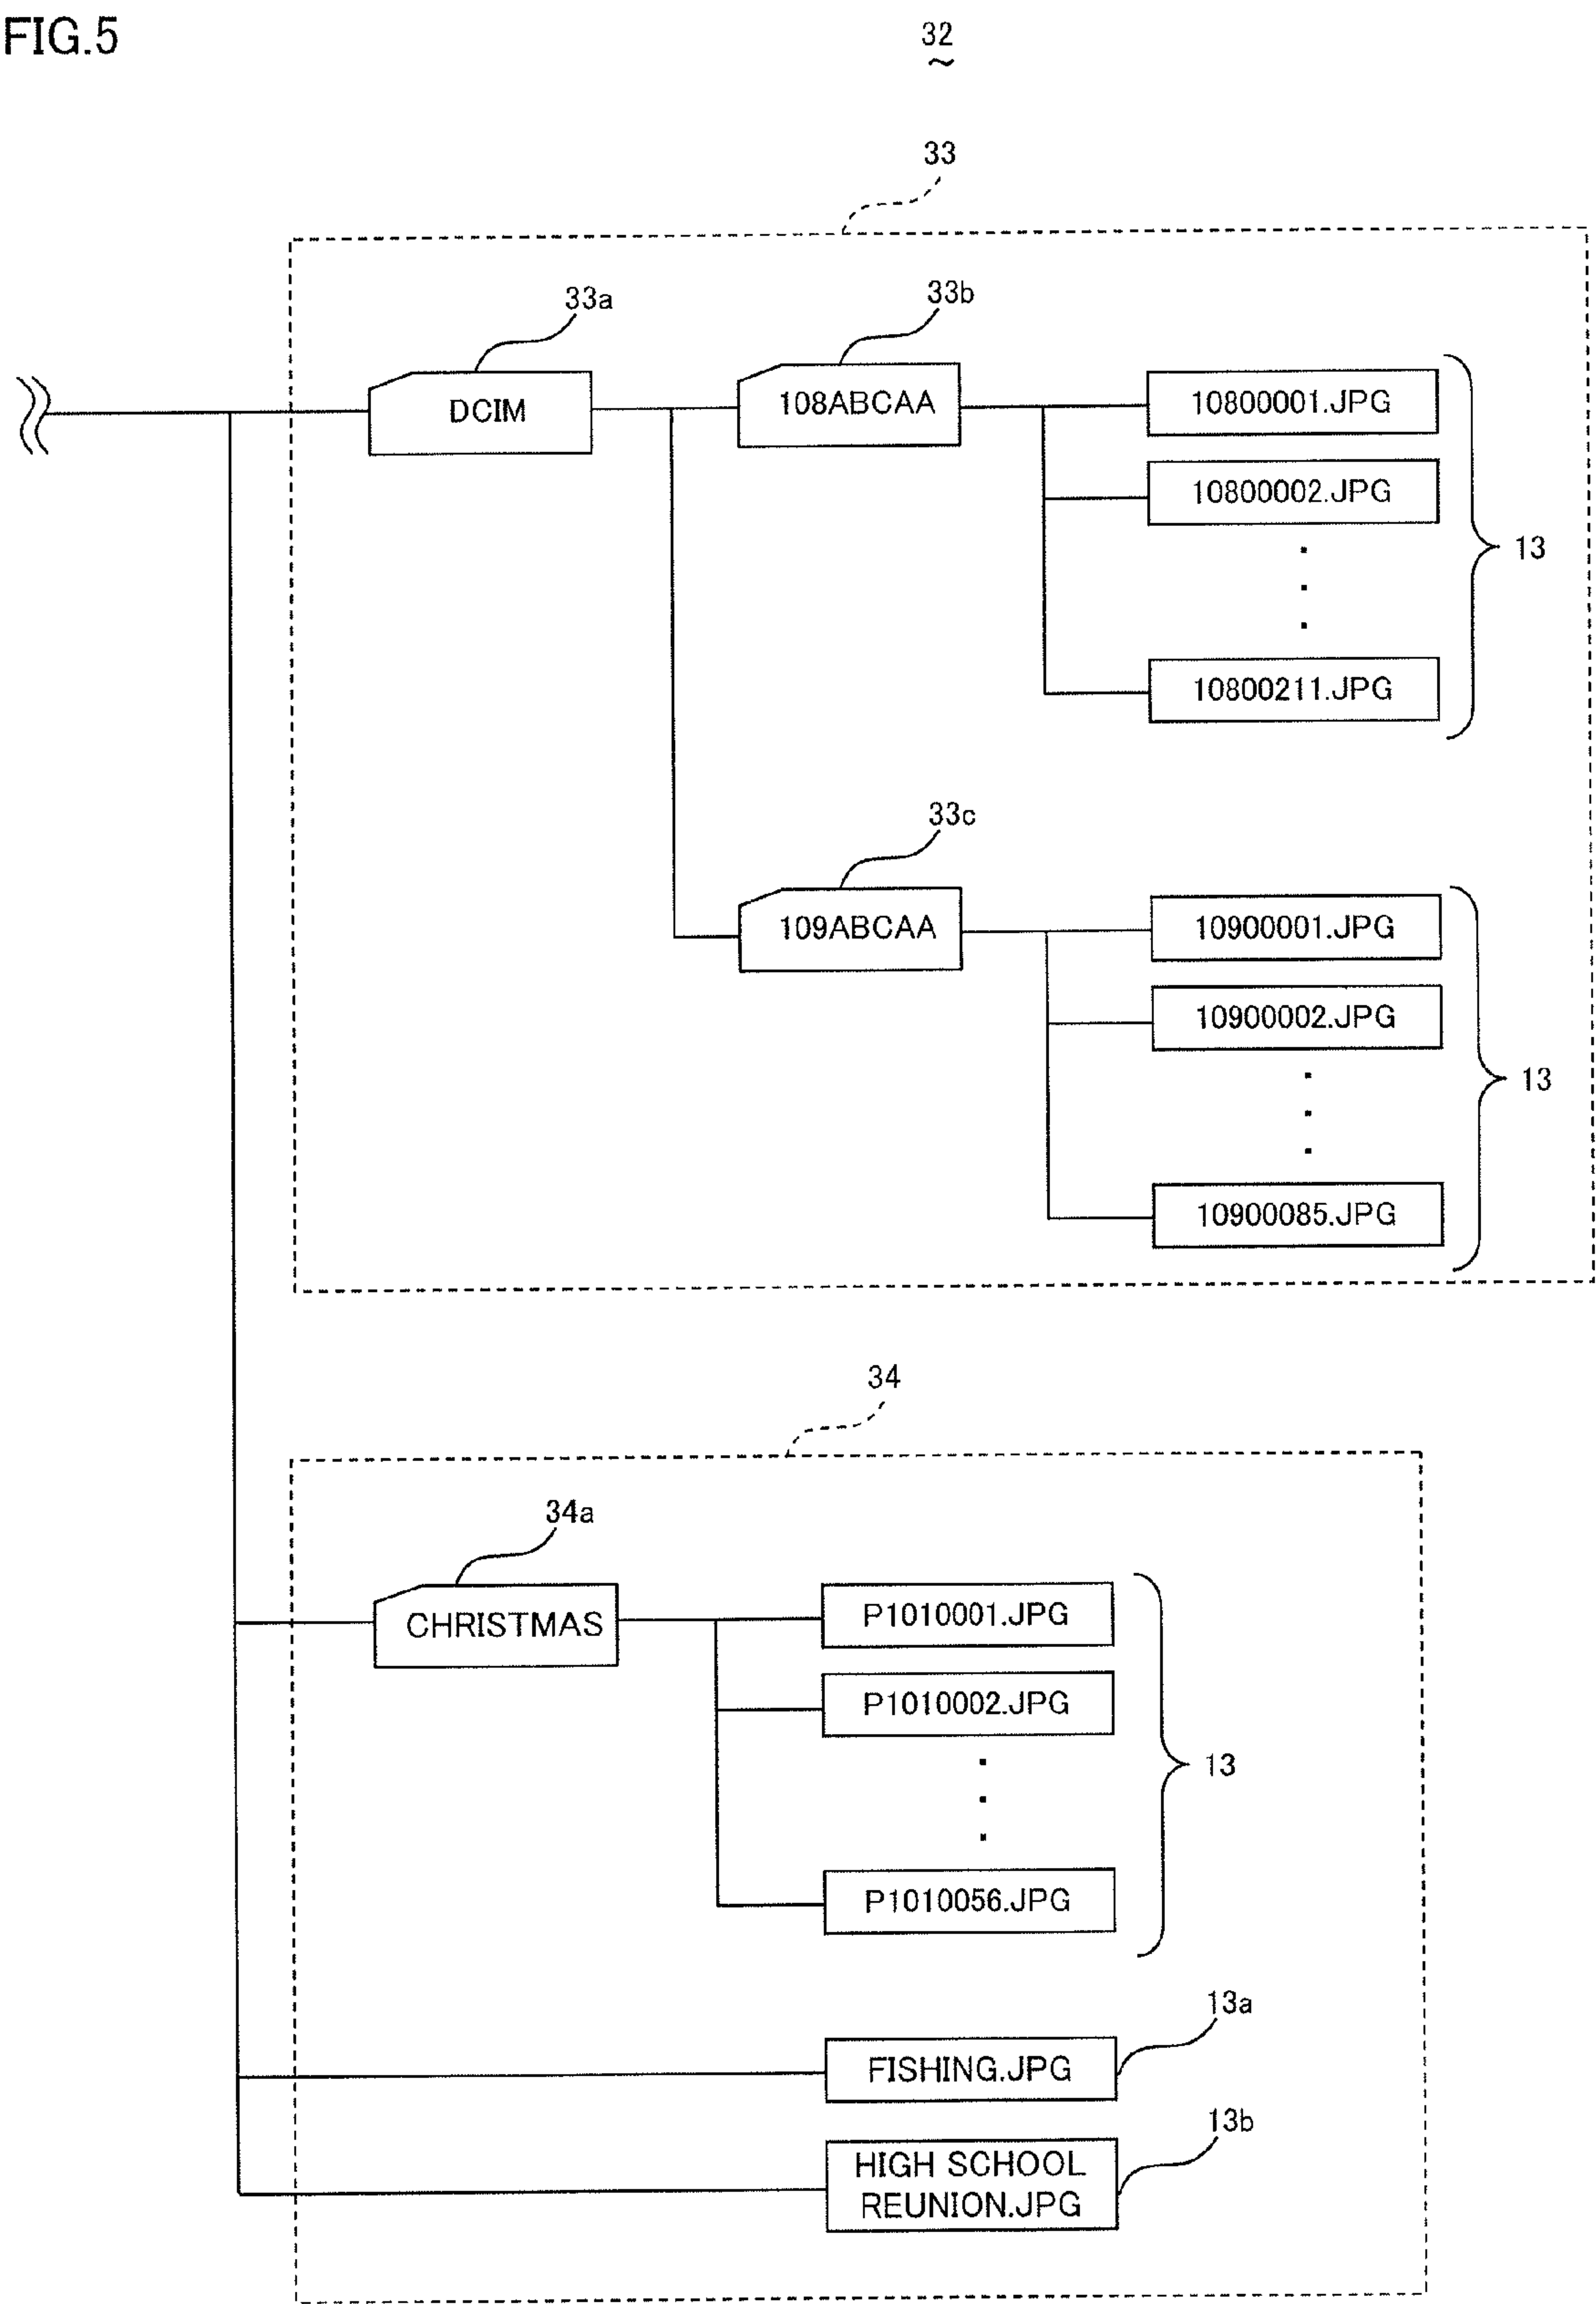 FIG.5
32
33
33a
33b
DCIM
108ABCAA
10800001.JPG
10800002.JPG
13
10800211.JPG
33c
109ABCAA
10900001.JPG
10900002.JPG
13
10900085.JPG
34
34a
CHRISTMAS
P1010001.JPG
P1010002.JPG
13
P1010056.JPG
13a
FISHING.JPG
13b
HIGH SCHOOL
REUNION.JPG